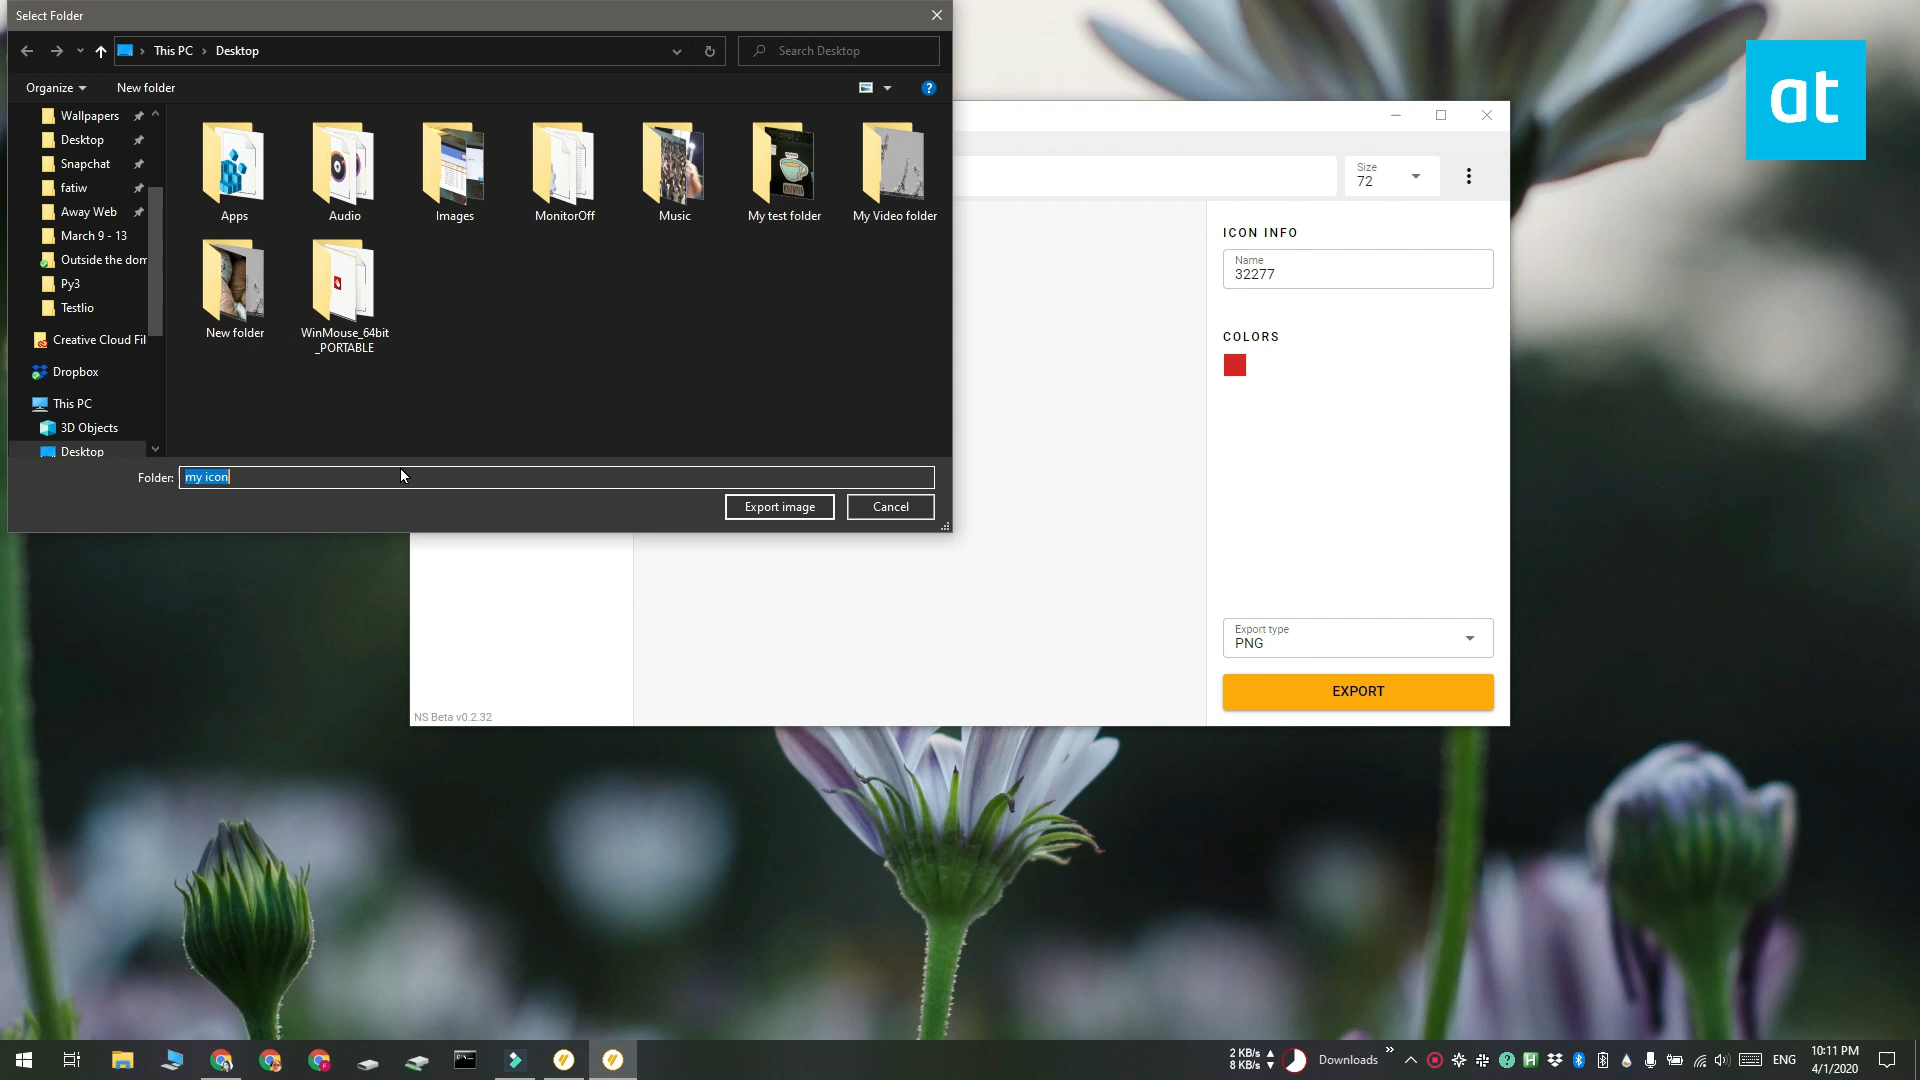 Select Folder
This PC
Desktop
Search Desktop
Organize
New folder
?
at
Wallpapers
Desktop
Snapchat
fatiw
Away Web
March 9 - 13
Outside the dom
Py3
Testlio
Creative Cloud Fil
Dropbox
This PC
3D Objects
Desktop
Apps
Audio
Images
MonitorOff
Music
My test folder
My Video folder
New folder
WinMouse_64bit
_PORTABLE
Folder:
my icon
Export image
Cancel
Size
72
ICON INFO
Name
32277
COLORS
Export type
PNG
EXPORT
NS Beta v0.2.32
2 KB/s
8 KB/s
Downloads
ENG
10:11 PM
4/1/2020